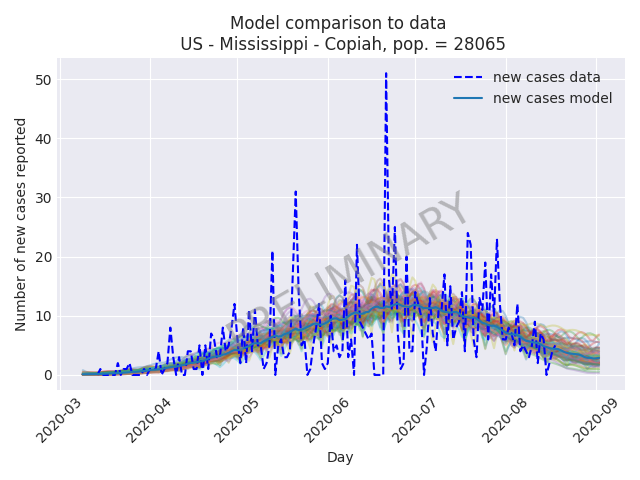 Model comparison to data
US - Mississippi - Copiah, pop. = 28065
Number of new cases reported
50
40
30
20
10
0
new cases data
new cases model
PRELIMINARY
2020-03
2020-04
2020-05
2020-06
2020-07
2020-08
2020-09
Day